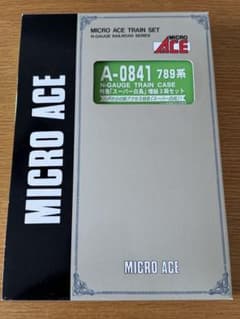 MICRO ACE TRAIN SET
N-GAUGE RAILROAD SERIES
MICRO
ACE
A-0841 789系
N-GAUGE TRAIN CASE
特急「スーパー白鳥」増結3両セット
MICRO ACE
MICRO ACE